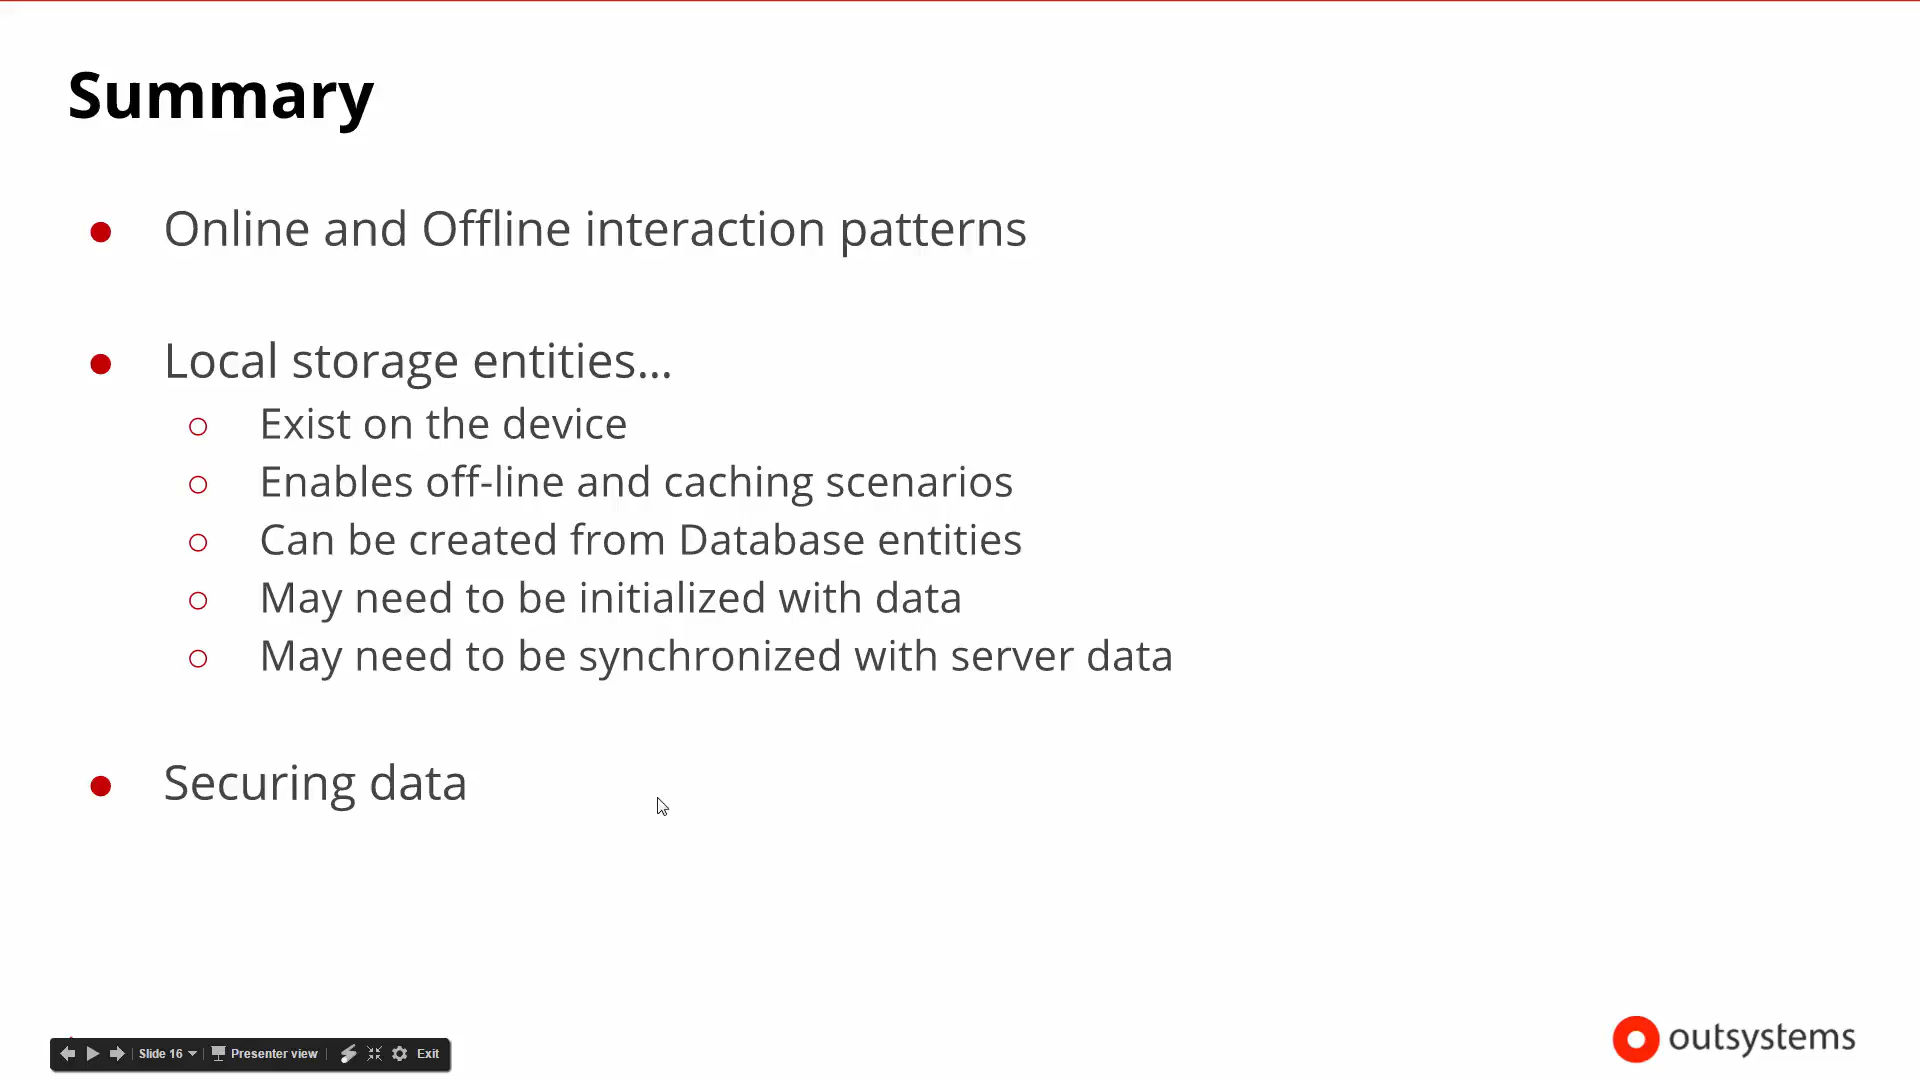 Summary
● Online and Offline interaction patterns
● Local storage entities...
○ Exist on the device
○ Enables off-line and caching scenarios
○ Can be created from Database entities
○ May need to be initialized with data
○ May need to be synchronized with server data
● Securing data
Slide 16 Presenter view Exit
outsystems